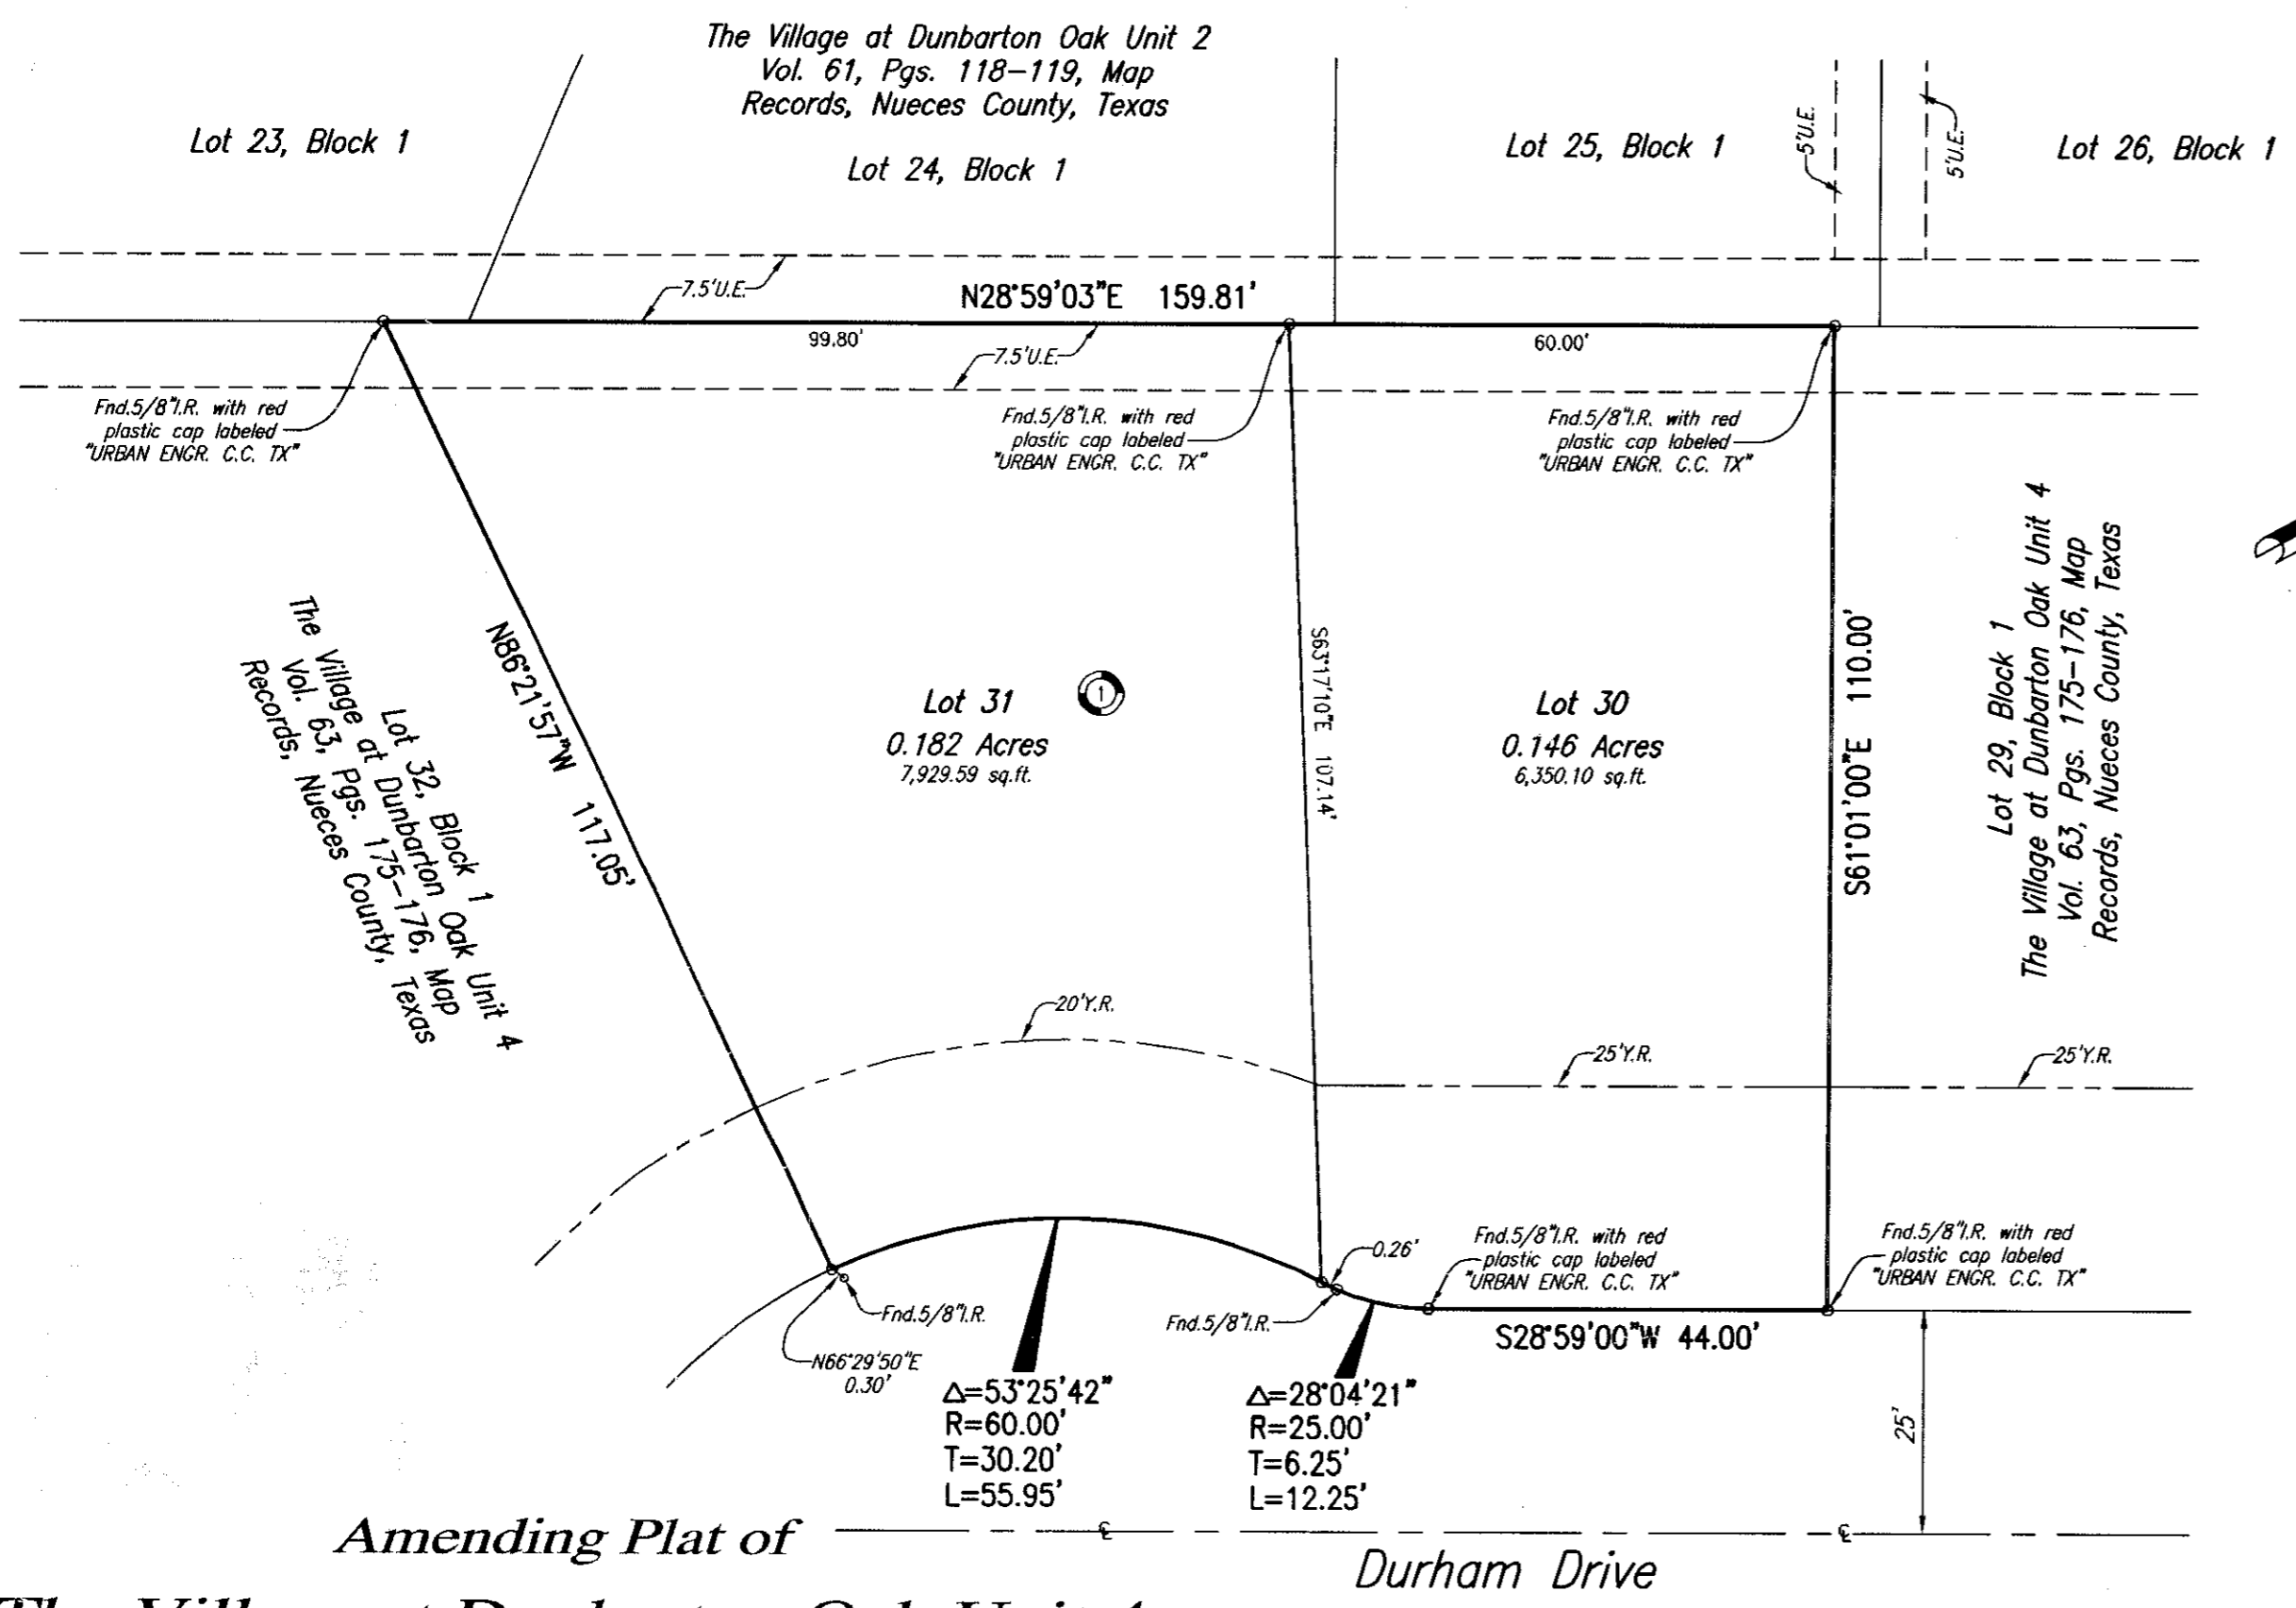 The Village at Dunbarton Oak Unit 2
Vol. 61, Pgs. 118-119, Map
Records, Nueces County, Texas
Lot 23, Block 1
Lot 24, Block 1
Lot 25, Block 1
5'U.E.
5'U.E.
Lot 26, Block 1
7.5'U.E.
N28°59'03"E 159.81'
99.80'
7.5'U.E.
60.00'
Fnd.5/8"I.R. with red
plastic cap labeled
"URBAN ENGR. C.C. TX"
Fnd.5/8"I.R. with red
plastic cap labeled
"URBAN ENGR. C.C. TX"
Fnd.5/8"I.R. with red
plastic cap labeled
"URBAN ENGR. C.C. TX"
Lot 32, Block 1
The Village at Dunbarton Oak Unit 4
Vol. 63, Pgs. 175-176, Map
Records, Nueces County, Texas
N86°21'57"W 117.05'
Lot 31
0.182 Acres
7,929.59 sq.ft.
1
S63°17'10"E 107.14'
Lot 30
0.146 Acres
6,350.10 sq.ft.
S61°01'00"E 110.00'
Lot 29, Block 1
The Village at Dunbarton Oak Unit 4
Vol. 63, Pgs. 175-176, Map
Records, Nueces County, Texas
20'Y.R.
25'Y.R.
25'Y.R.
0.26'
Fnd.5/8"I.R. with red
plastic cap labeled
"URBAN ENGR. C.C. TX"
Fnd.5/8"I.R. with red
plastic cap labeled
"URBAN ENGR. C.C. TX"
Fnd.5/8"I.R.
Fnd.5/8"I.R.
N66°29'50"E
0.30'
S28°59'00"W 44.00'
Δ=53°25'42"
R=60.00'
T=30.20'
L=55.95'
Δ=28°04'21"
R=25.00'
T=6.25'
L=12.25'
25'
Amending Plat of
Durham Drive